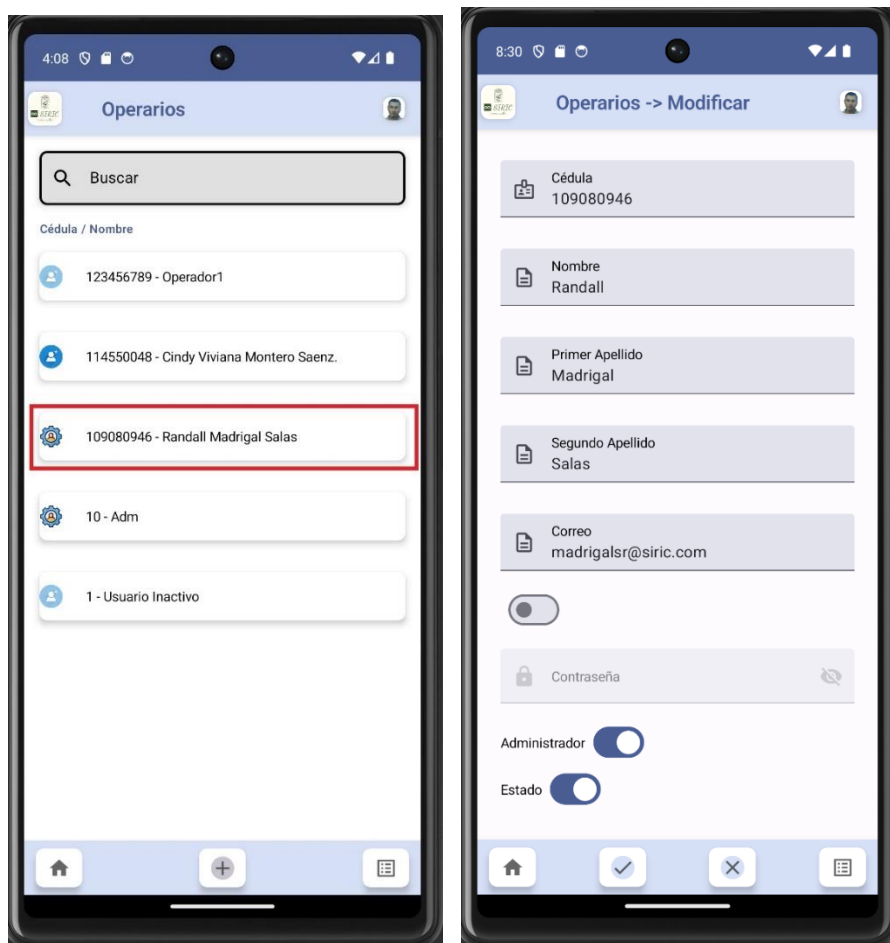 4:08
SIRIC
Operarios
Buscar
Cédula / Nombre
123456789 - Operador1
114550048 - Cindy Viviana Montero Saenz.
109080946 - Randall Madrigal Salas
10 - Adm
1 - Usuario Inactivo
8:30
SIRIC
Operarios -> Modificar
Cédula
109080946
Nombre
Randall
Primer Apellido
Madrigal
Segundo Apellido
Salas
Correo
madrigalsr@siric.com
Contraseña
Administrador
Estado